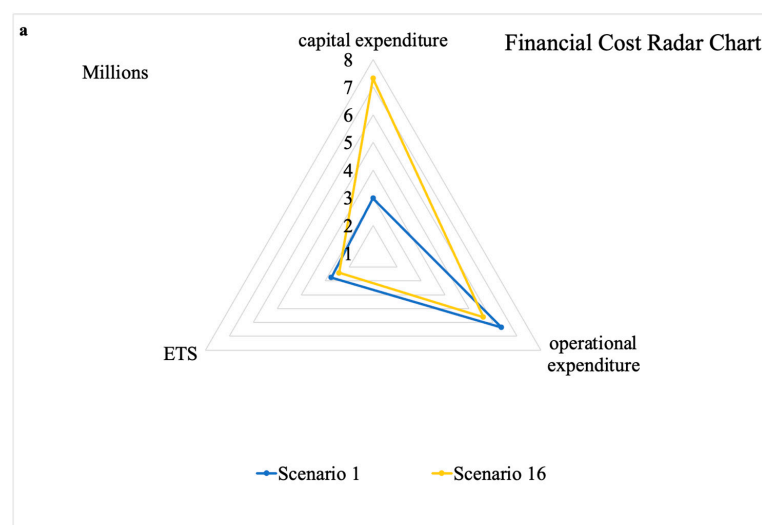 a
Financial Cost Radar Chart
Millions
capital expenditure
8
7
6
5
4
3
2
1
ETS
operational
expenditure
Scenario 1
Scenario 16